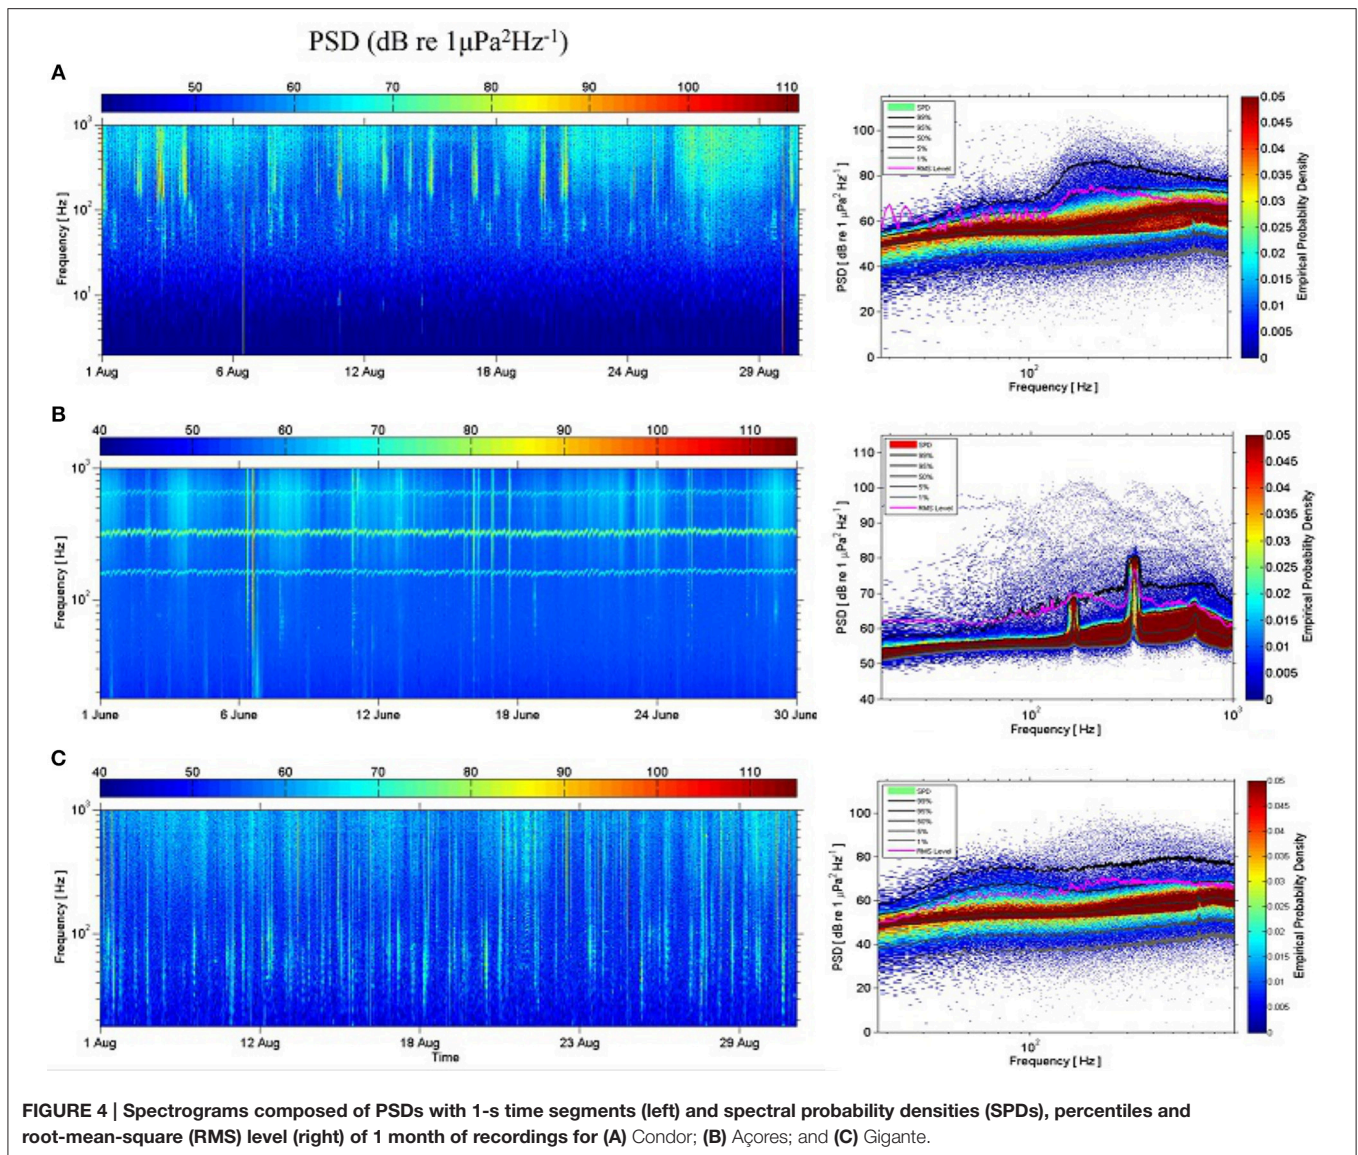 PSD (dB re 1μPa²Hz⁻¹)
A
50 60 70 80 90 100 110
10³
10²
10¹
Frequency [ Hz ]
1 Aug 6 Aug 12 Aug 18 Aug 24 Aug 29 Aug
SPD
99%
95%
50%
5%
1%
RMS Level
100
80
60
40
20
0
PSD [ dB re 1 μPa² Hz⁻¹ ]
10²
Frequency [ Hz ]
0.05
0.045
0.04
0.035
0.03
0.025
0.02
0.015
0.01
0.005
0
Empirical Probability Density
B
40 50 60 70 80 90 100 110
10³
10²
Frequency [ Hz ]
1 June 6 June 12 June 18 June 24 June 30 June
SPD
99%
95%
50%
5%
1%
RMS Level
110
100
90
80
70
60
50
40
PSD [ dB re 1 μPa² Hz⁻¹ ]
10² 10³
Frequency [ Hz ]
0.05
0.045
0.04
0.035
0.03
0.025
0.02
0.015
0.01
0.005
0
Empirical Probability Density
C
40 50 60 70 80 90 100 110
10³
10²
Frequency [ Hz ]
1 Aug 12 Aug 18 Aug 23 Aug 29 Aug
Time
SPD
99%
95%
50%
5%
1%
RMS Level
100
80
60
40
20
0
PSD [ dB re 1 μPa² Hz⁻¹ ]
10²
Frequency [ Hz ]
0.05
0.045
0.04
0.035
0.03
0.025
0.02
0.015
0.01
0.005
0
Empirical Probability Density
FIGURE 4 | Spectrograms composed of PSDs with 1-s time segments (left) and spectral probability densities (SPDs), percentiles and
root-mean-square (RMS) level (right) of 1 month of recordings for (A) Condor; (B) Açores; and (C) Gigante.